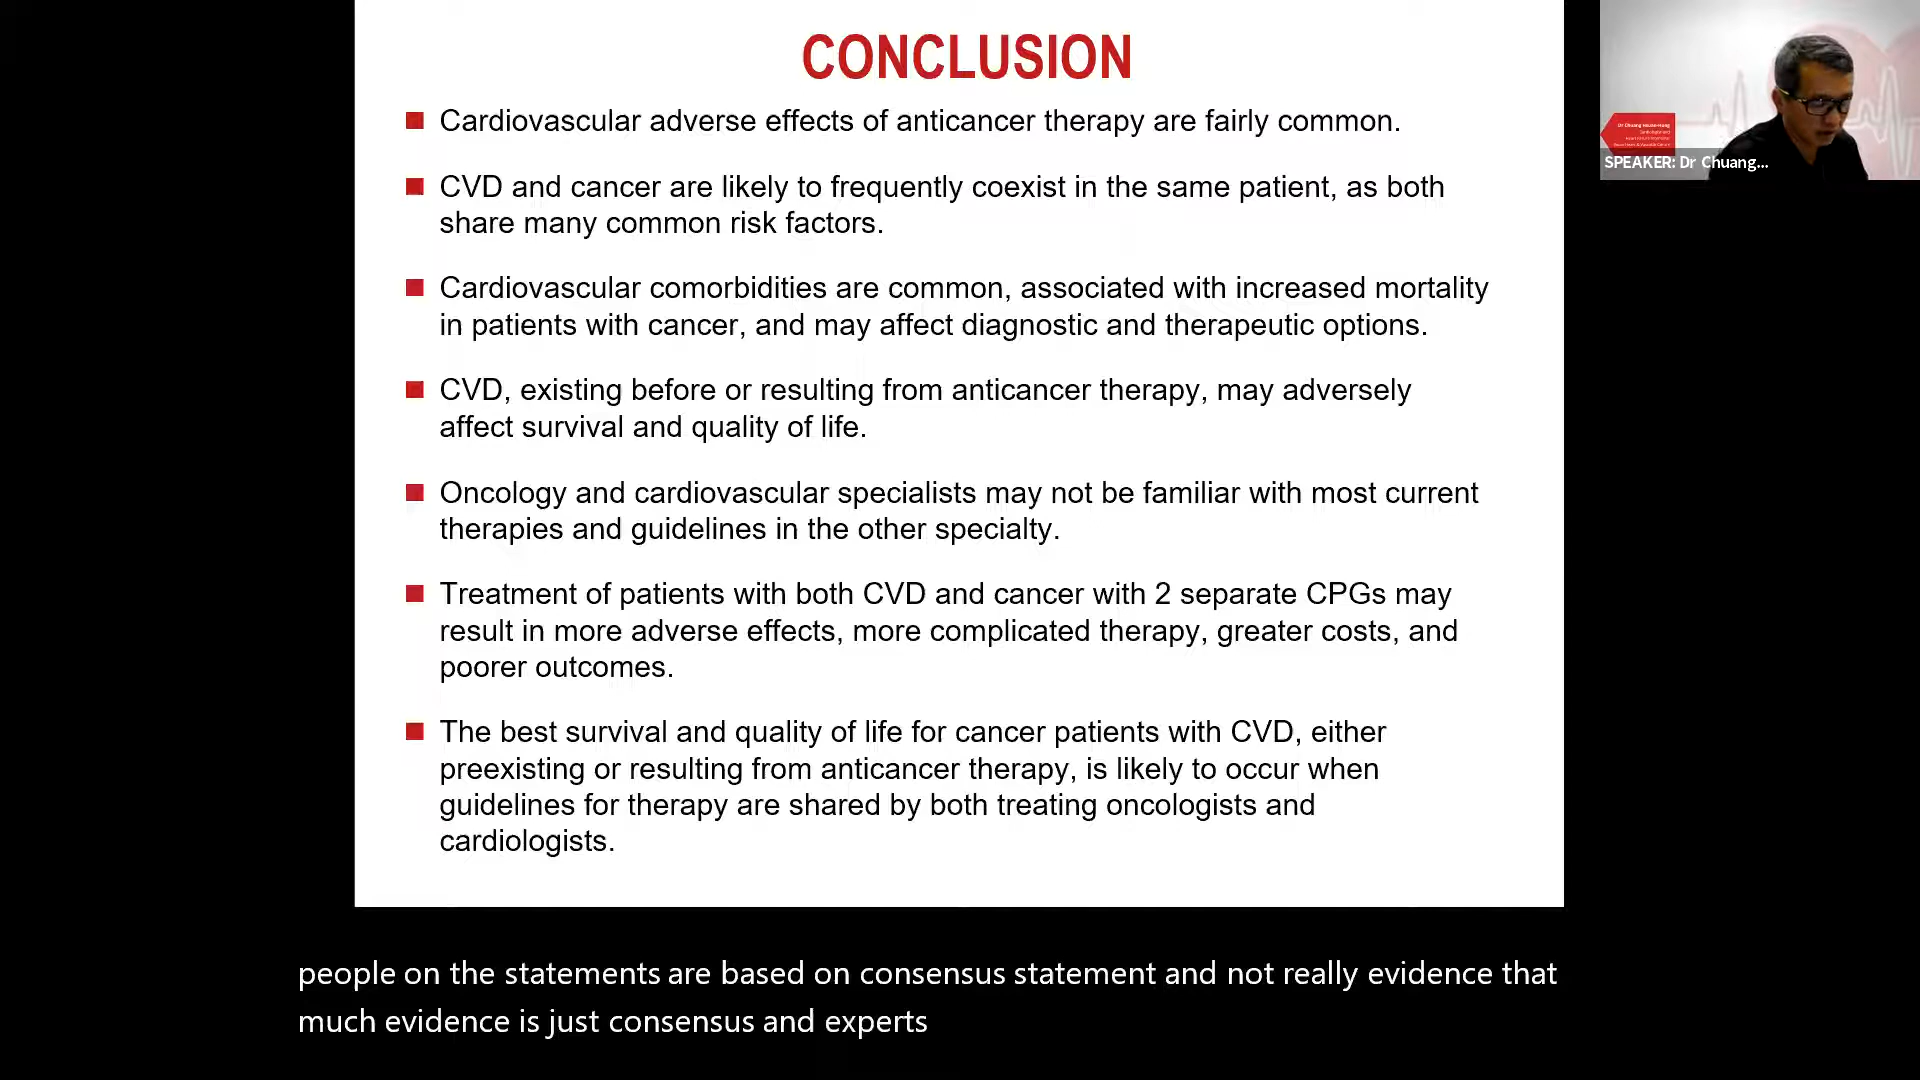 CONCLUSION
Cardiovascular adverse effects of anticancer therapy are fairly common.
CVD and cancer are likely to frequently coexist in the same patient, as both
share many common risk factors.
Cardiovascular comorbidities are common, associated with increased mortality
in patients with cancer, and may affect diagnostic and therapeutic options.
CVD, existing before or resulting from anticancer therapy, may adversely
affect survival and quality of life.
Oncology and cardiovascular specialists may not be familiar with most current
therapies and guidelines in the other specialty.
Treatment of patients with both CVD and cancer with 2 separate CPGs may
result in more adverse effects, more complicated therapy, greater costs, and
poorer outcomes.
The best survival and quality of life for cancer patients with CVD, either
preexisting or resulting from anticancer therapy, is likely to occur when
guidelines for therapy are shared by both treating oncologists and
cardiologists.
SPEAKER: Dr Chuang...
people on the statements are based on consensus statement and not really evidence that
much evidence is just consensus and experts